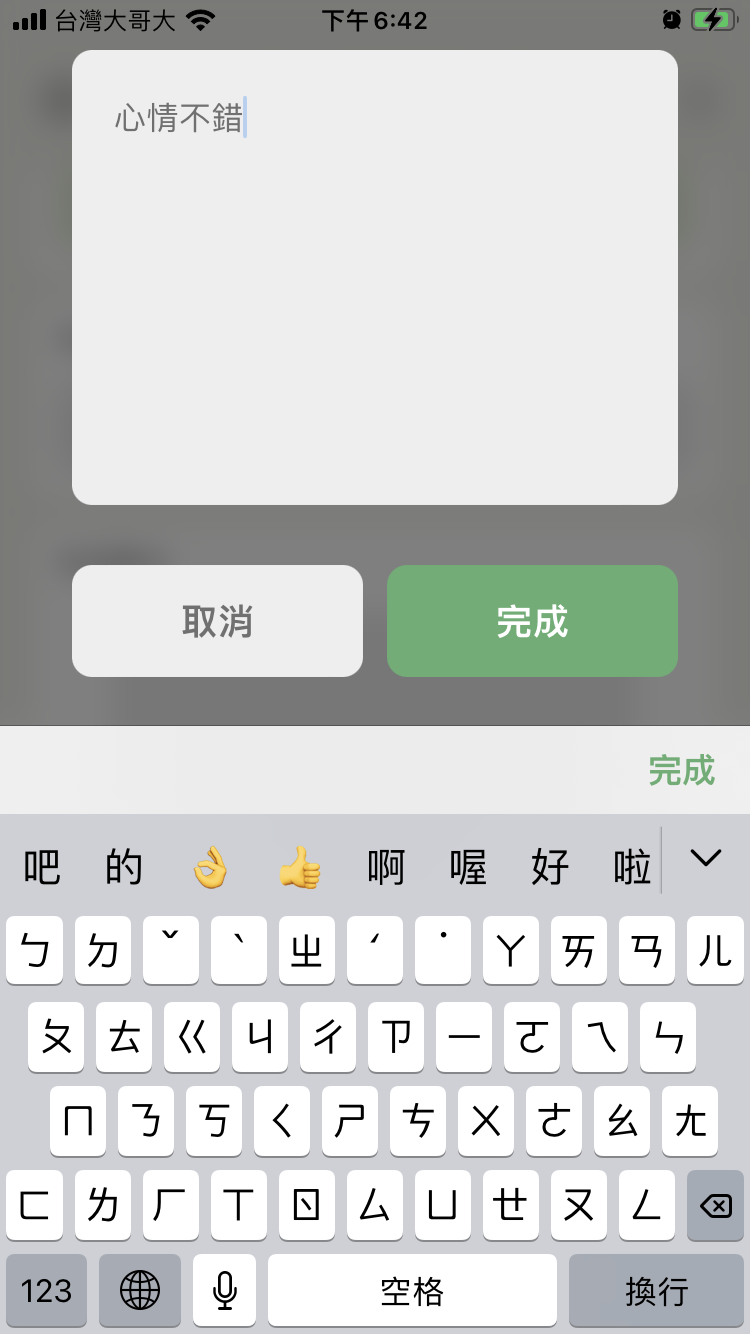 台灣大哥大 下午6:42
心情不錯
取消 完成
完成
吧 的 👌 👍 啊 喔 好 啦
ㄅ ㄉ ˇ ˋ ㄓ ˊ ˙ ㄚ ㄞ ㄢ ㄦ
ㄆ ㄊ ㄍ ㄐ ㄔ ㄗ ㄧ ㄛ ㄟ ㄣ
ㄇ ㄋ ㄎ ㄑ ㄕ ㄘ ㄨ ㄜ ㄠ ㄤ
ㄈ ㄌ ㄏ ㄒ ㄖ ㄙ ㄩ ㄝ ㄡ ㄥ
123 空格 換行